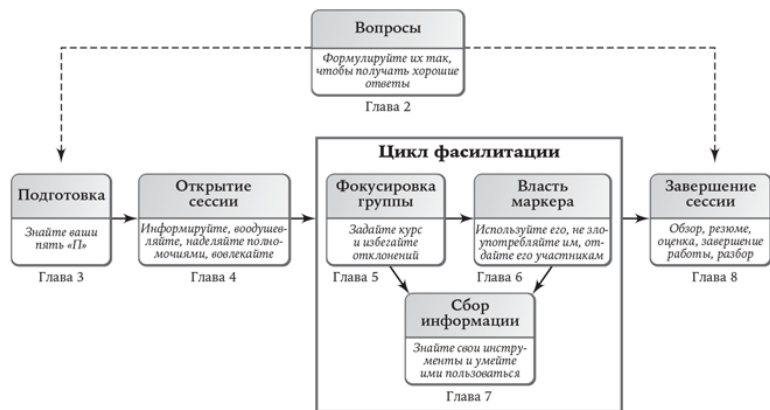 Вопросы
Формулируйте их так,
чтобы получать хорошие
ответы
Глава 2
Цикл фасилитации
Подготовка
Знайте ваши
пять «П»
Глава 3
Открытие
сессии
Информируйте, воодушев-
ляйте, наделяйте полно-
мочиями, вовлекайте
Глава 4
Фокусировка
группы
Задайте курс
и избегайте
отклонений
Глава 5
Власть
маркера
Используйте его, не зло-
употребляйте им, от-
дайте его участникам
Глава 6
Сбор
информации
Знайте свои инстру-
менты и умейте
ими пользоваться
Глава 7
Завершение
сессии
Обзор, резюме,
оценка, завершение
работы, разбор
Глава 8